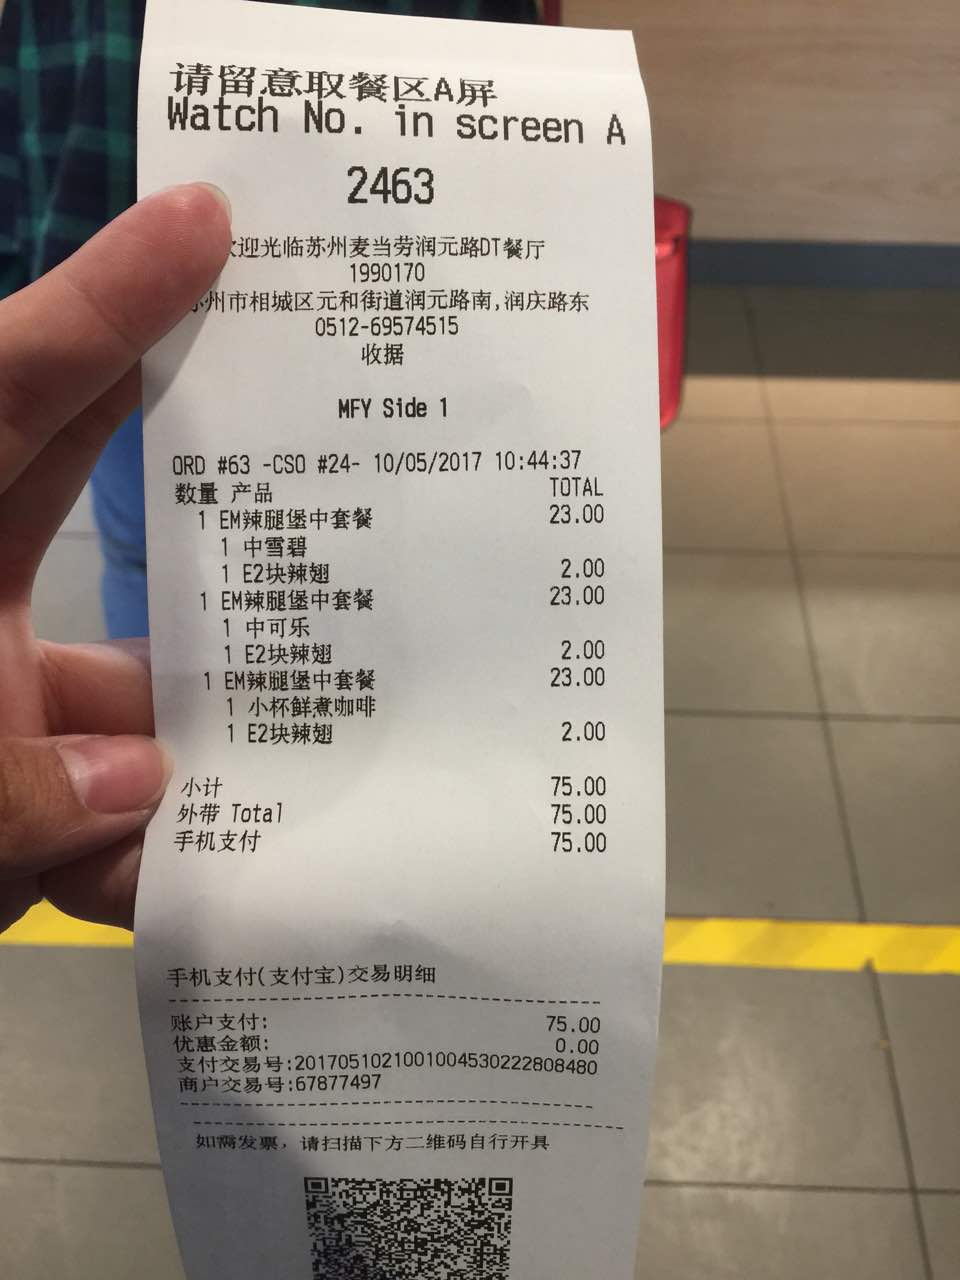 请留意取餐区A屏
Watch No. in screen A
2463
迎光临苏州麦当劳润元路DT餐厅
1990170
州市相城区元和街道润元路南,润庆路东
0512-69574515
收据
MFY Side 1
ORD #63 -CSO #24- 10/05/2017 10:44:37
数量 产品 TOTAL
1 EM辣腿堡中套餐 23.00
1 中雪碧
1 E2块辣翅 2.00
1 EM辣腿堡中套餐 23.00
1 中可乐
1 E2块辣翅 2.00
1 EM辣腿堡中套餐 23.00
1 小杯鲜煮咖啡
1 E2块辣翅 2.00
小计 75.00
外带 Total 75.00
手机支付 75.00
手机支付(支付宝)交易明细
账户支付: 75.00
优惠金额: 0.00
支付交易号:2017051021001004530222808480
商户交易号:67877497
如需发票，请扫描下方二维码自行开具